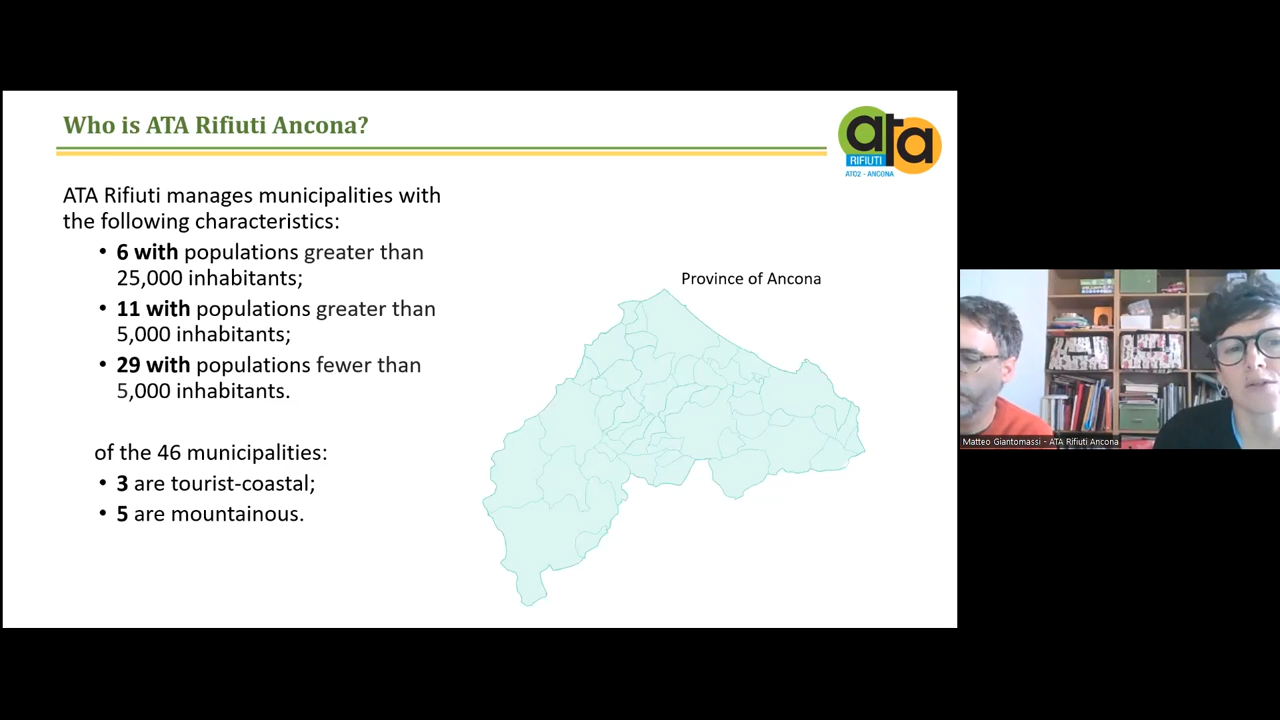 Who is ATA Rifiuti Ancona?
ata
RIFIUTI
ATO2 - ANCONA
ATA Rifiuti manages municipalities with
the following characteristics:
• 6 with populations greater than
25,000 inhabitants;
• 11 with populations greater than
5,000 inhabitants;
• 29 with populations fewer than
5,000 inhabitants.
of the 46 municipalities:
• 3 are tourist-coastal;
• 5 are mountainous.
Province of Ancona
Matteo Giantomassi - ATA Rifiuti Ancona